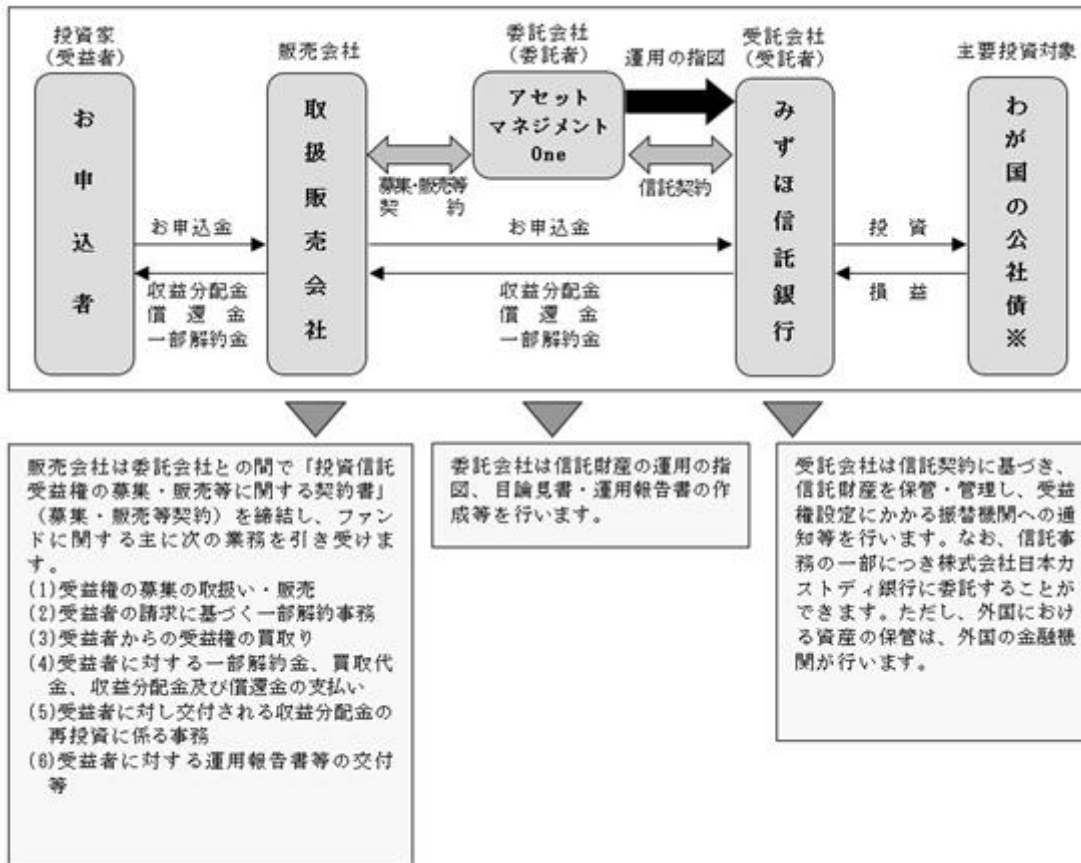 投資家
(受益者)
販売会社
委託会社
(委託者)
運用の指図
受託会社
(受託者)
主要投資対象
お申込者
取扱販売会社
アセット
マネジメント
One
みずほ信託銀行
わが国の公社債※
募集・販売等
契約
信託契約
お申込金
お申込金
投資
収益分配金
償還金
一部解約金
収益分配金
償還金
一部解約金
損益
販売会社は委託会社との間で「投資信託
受益権の募集・販売等に関する契約書」
(募集・販売等契約)を締結し、ファン
ドに関する主に次の業務を引き受けま
す。
(1)受益権の募集の取扱い・販売
(2)受益者の請求に基づく一部解約事務
(3)受益者からの受益権の買取り
(4)受益者に対する一部解約金、買取代
金、収益分配金及び償還金の支払い
(5)受益者に対し交付される収益分配金の
再投資に係る事務
(6)受益者に対する運用報告書等の交付
等
委託会社は信託財産の運用の指
図、目論見書・運用報告書の作
成等を行います。
受託会社は信託契約に基づき、
信託財産を保管・管理し、受益
権設定にかかる振替機関への通
知等を行います。なお、信託事
務の一部につき株式会社日本カ
ストディ銀行に委託することが
できます。ただし、外国におけ
る資産の保管は、外国の金融機
関が行います。